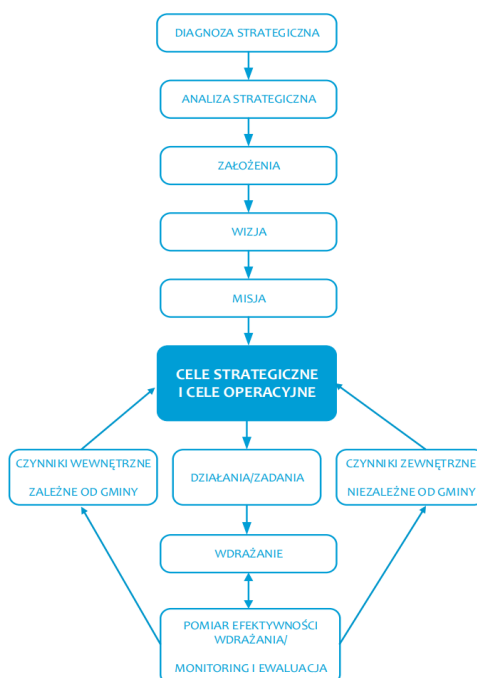 DIAGNOZA STRATEGICZNA
ANALIZA STRATEGICZNA
ZAŁOŻENIA
WIZJA
MISJA
CELE STRATEGICZNE
I CELE OPERACYJNE
CZYNNIKI WEWNĘTRZNE
ZALEŻNE OD GMINY
DZIAŁANIA/ZADANIA
CZYNNIKI ZEWNĘTRZNE
NIEZALEŻNE OD GMINY
WDRAŻANIE
POMIAR EFEKTYWNOŚCI
WDRAŻANIA/
MONITORING I EWALUACJA